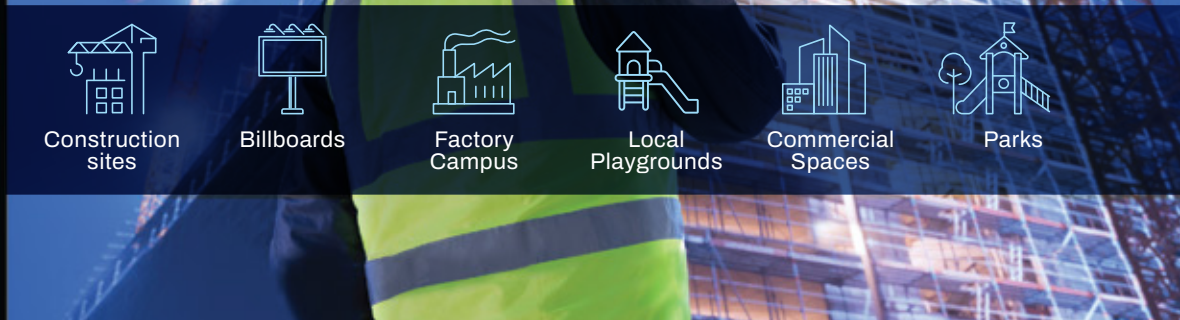 Construction
sites
Billboards
Factory
Campus
Local
Playgrounds
Commercial
Spaces
Parks